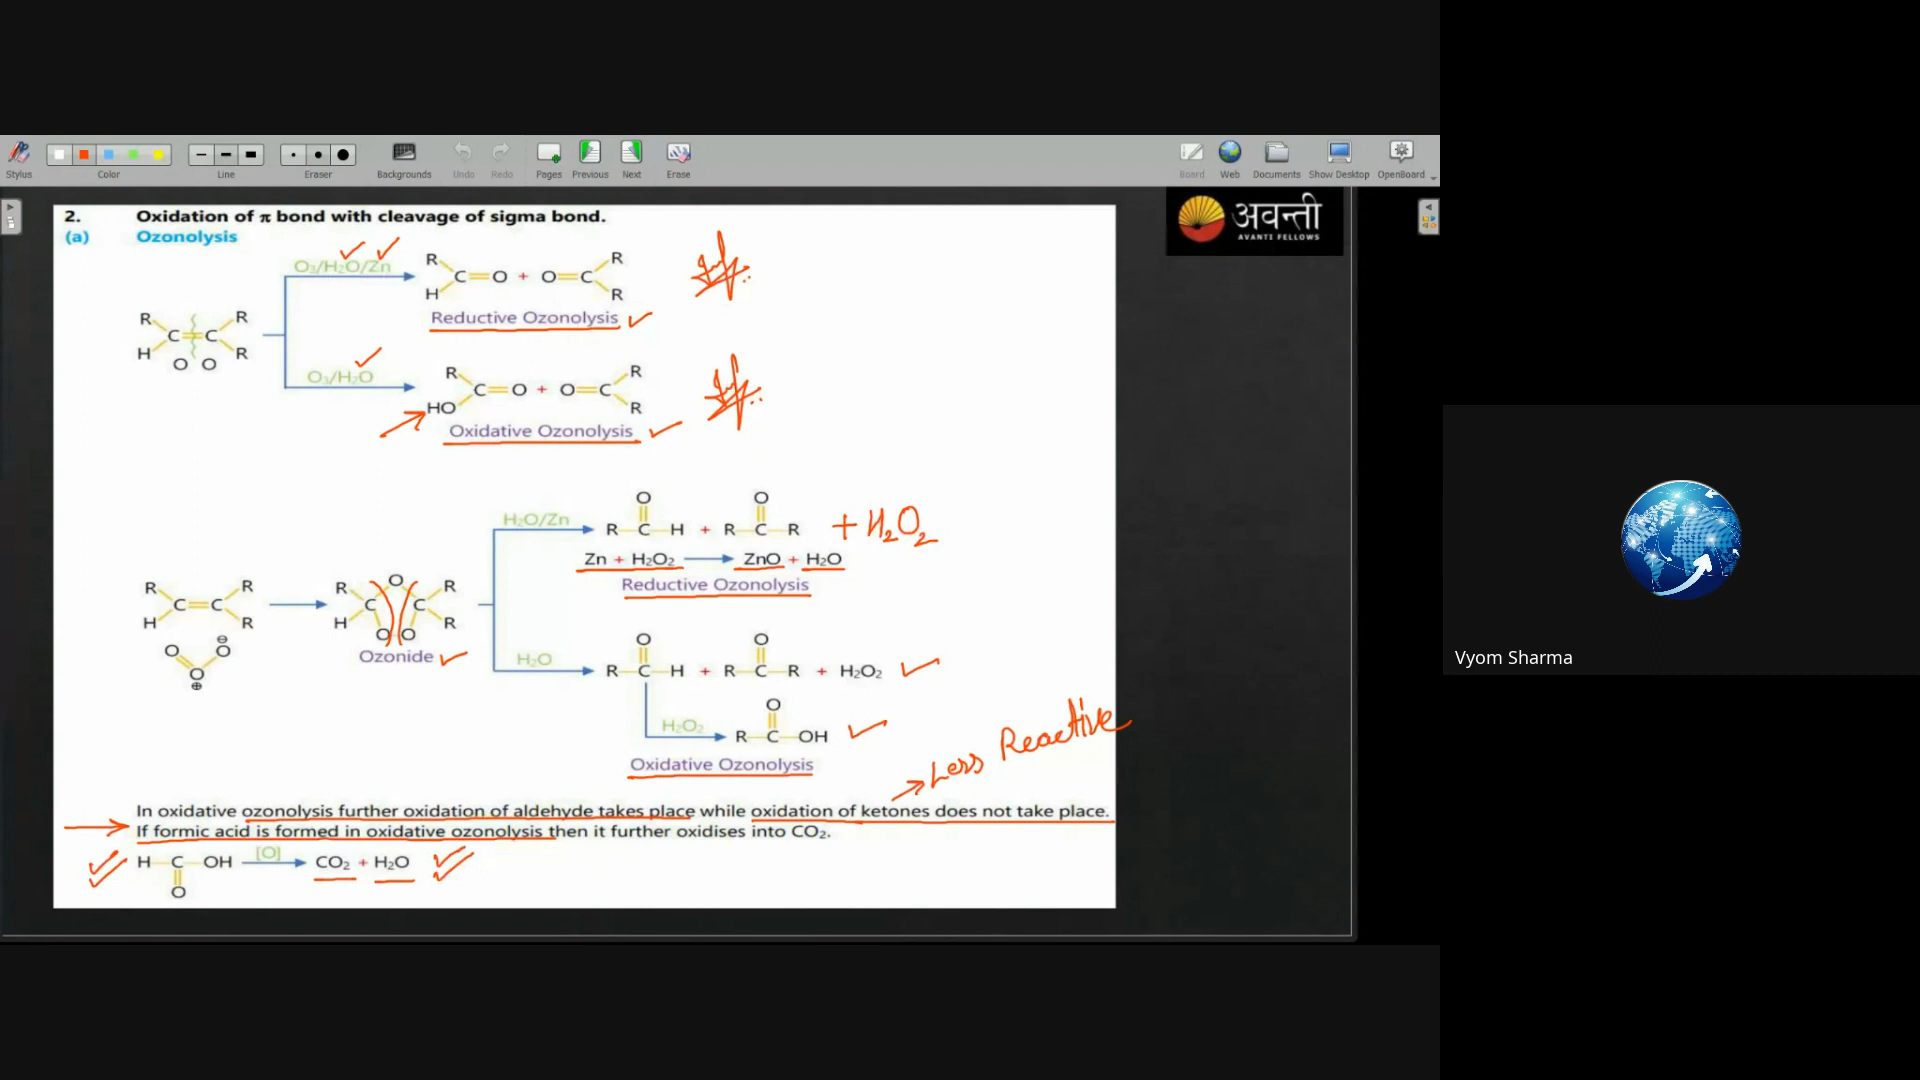 Stylus Color Line Eraser Backgrounds Undo Redo Pages Previous Next Erase Board Web Documents Show Desktop OpenBoard
अवन्ती
AVANTI FELLOWS
2. Oxidation of π bond with cleavage of sigma bond.
(a) Ozonolysis
O₃/H₂O/Zn
R H C=O + O=C R R
Reductive Ozonolysis
R H C=C R R
O O
O₃/H₂O
R HO C=O + O=C R R
Oxidative Ozonolysis
H₂O/Zn
R-C(=O)-H + R-C(=O)-R + H₂O₂
Zn + H₂O₂ → ZnO + H₂O
Reductive Ozonolysis
R H C=C R R
O O⊖ O⊕
R H C O C R R O O
Ozonide
H₂O
R-C(=O)-H + R-C(=O)-R + H₂O₂
H₂O₂
R-C(=O)-OH
Oxidative Ozonolysis
→ Less Reactive
In oxidative ozonolysis further oxidation of aldehyde takes place while oxidation of ketones does not take place.
If formic acid is formed in oxidative ozonolysis then it further oxidises into CO₂.
H-C(=O)-OH [O] → CO₂ + H₂O
Vyom Sharma